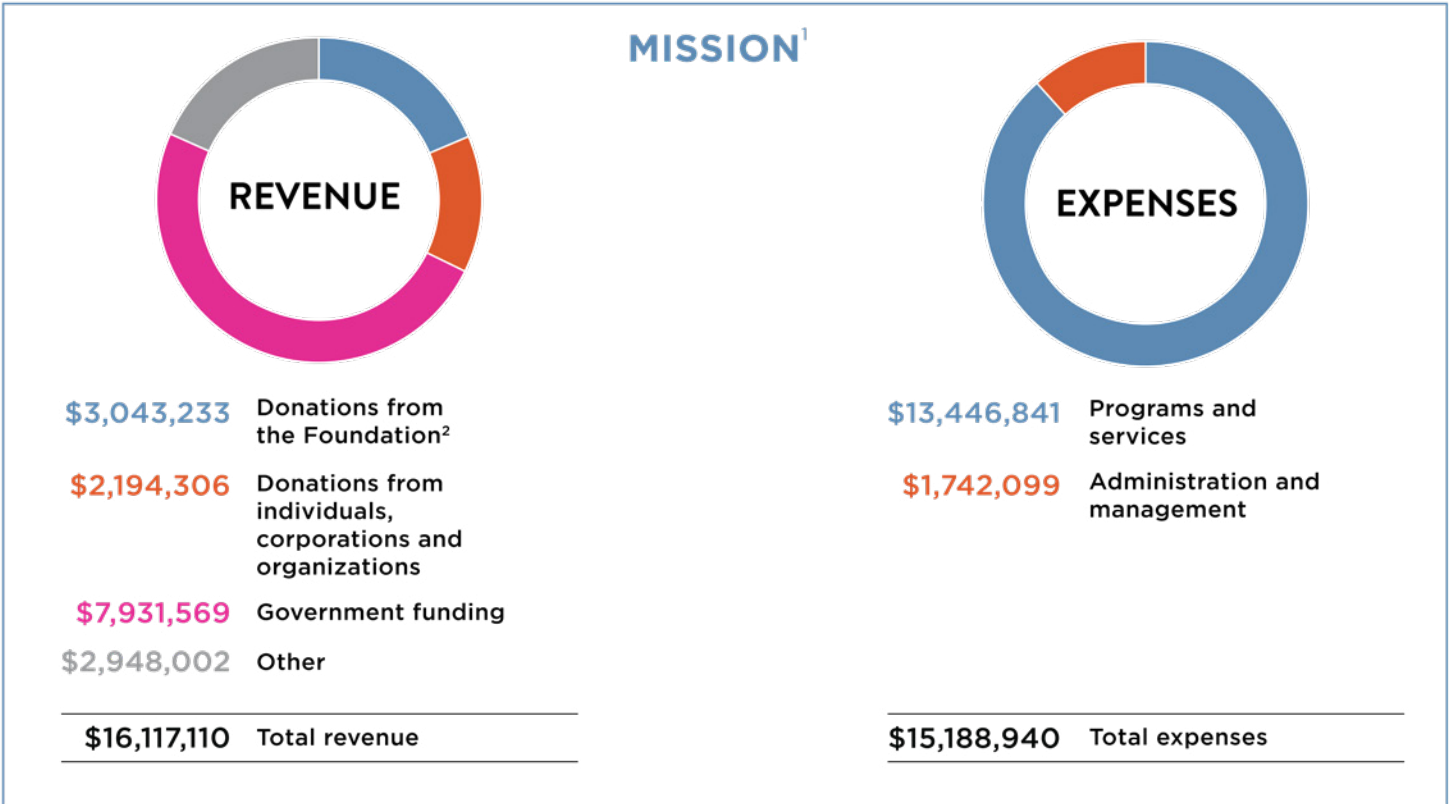 MISSION¹
REVENUE
$3,043,233 Donations from
the Foundation²
$2,194,306 Donations from
individuals,
corporations and
organizations
$7,931,569 Government funding
$2,948,002 Other
$16,117,110 Total revenue
EXPENSES
$13,446,841 Programs and
services
$1,742,099 Administration and
management
$15,188,940 Total expenses